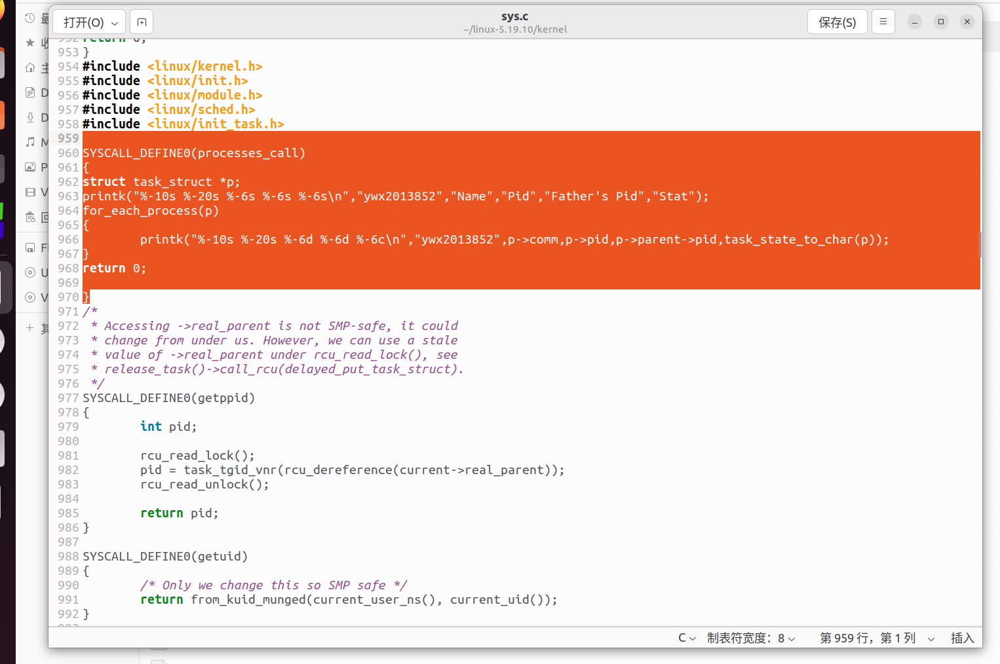 打开(O)
sys.c
~/linux-5.19.10/kernel
保存(S)
952 return 0;
953 }
954 #include <linux/kernel.h>
955 #include <linux/init.h>
956 #include <linux/module.h>
957 #include <linux/sched.h>
958 #include <linux/init_task.h>
959
960 SYSCALL_DEFINE0(processes_call)
961 {
962 struct task_struct *p;
963 printk("%-10s %-20s %-6s %-6s %-6s\n","ywx2013852","Name","Pid","Father's Pid","Stat");
964 for_each_process(p)
965 {
966         printk("%-10s %-20s %-6d %-6d %-6c\n","ywx2013852",p->comm,p->pid,p->parent->pid,task_state_to_char(p));
967 }
968 return 0;
969
970 }
971 /*
972  * Accessing ->real_parent is not SMP-safe, it could
973  * change from under us. However, we can use a stale
974  * value of ->real_parent under rcu_read_lock(), see
975  * release_task()->call_rcu(delayed_put_task_struct).
976  */
977 SYSCALL_DEFINE0(getppid)
978 {
979         int pid;
980
981         rcu_read_lock();
982         pid = task_tgid_vnr(rcu_dereference(current->real_parent));
983         rcu_read_unlock();
984
985         return pid;
986 }
987
988 SYSCALL_DEFINE0(getuid)
989 {
990         /* Only we change this so SMP safe */
991         return from_kuid_munged(current_user_ns(), current_uid());
992 }
C
制表符宽度：8
第 959 行，第 1 列
插入